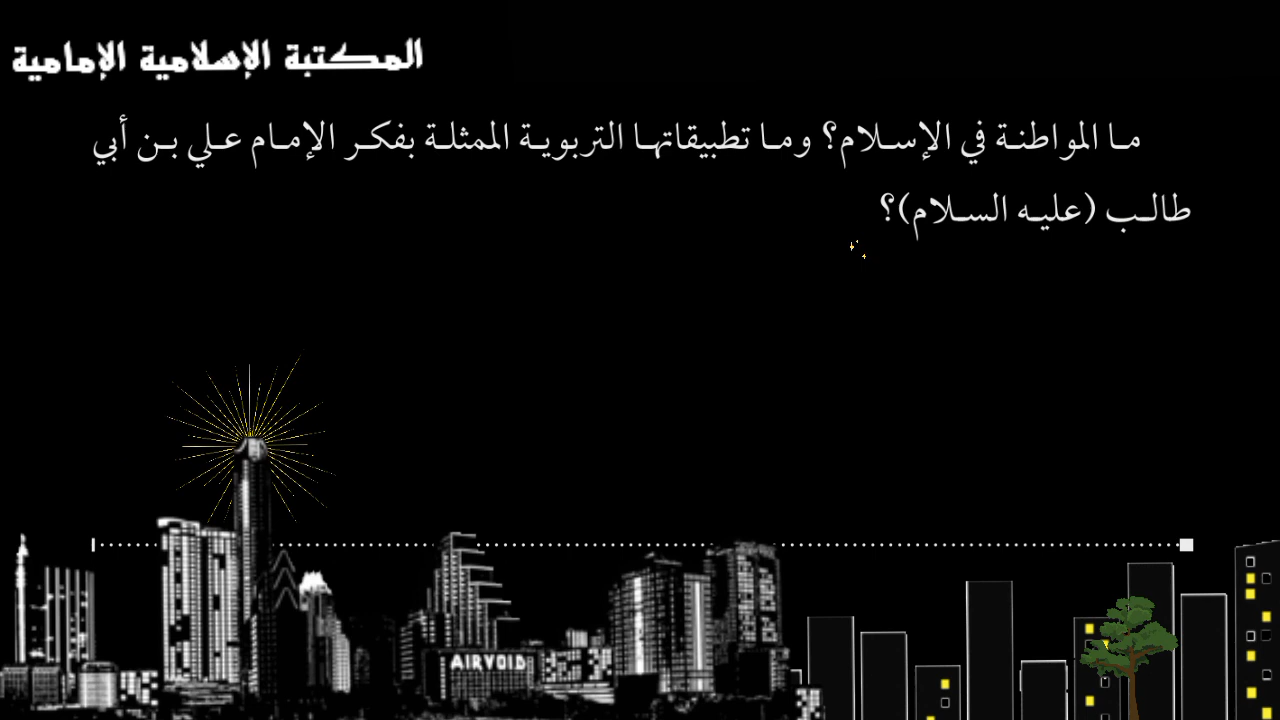 المكتبة الإسلامية الإمامية
ما المواطنة في الإسلام؟ وما تطبيقاتها التربوية الممثلة بفكر الإمام علي بن أبي
طالب (عليه السلام)؟
AIRVOID